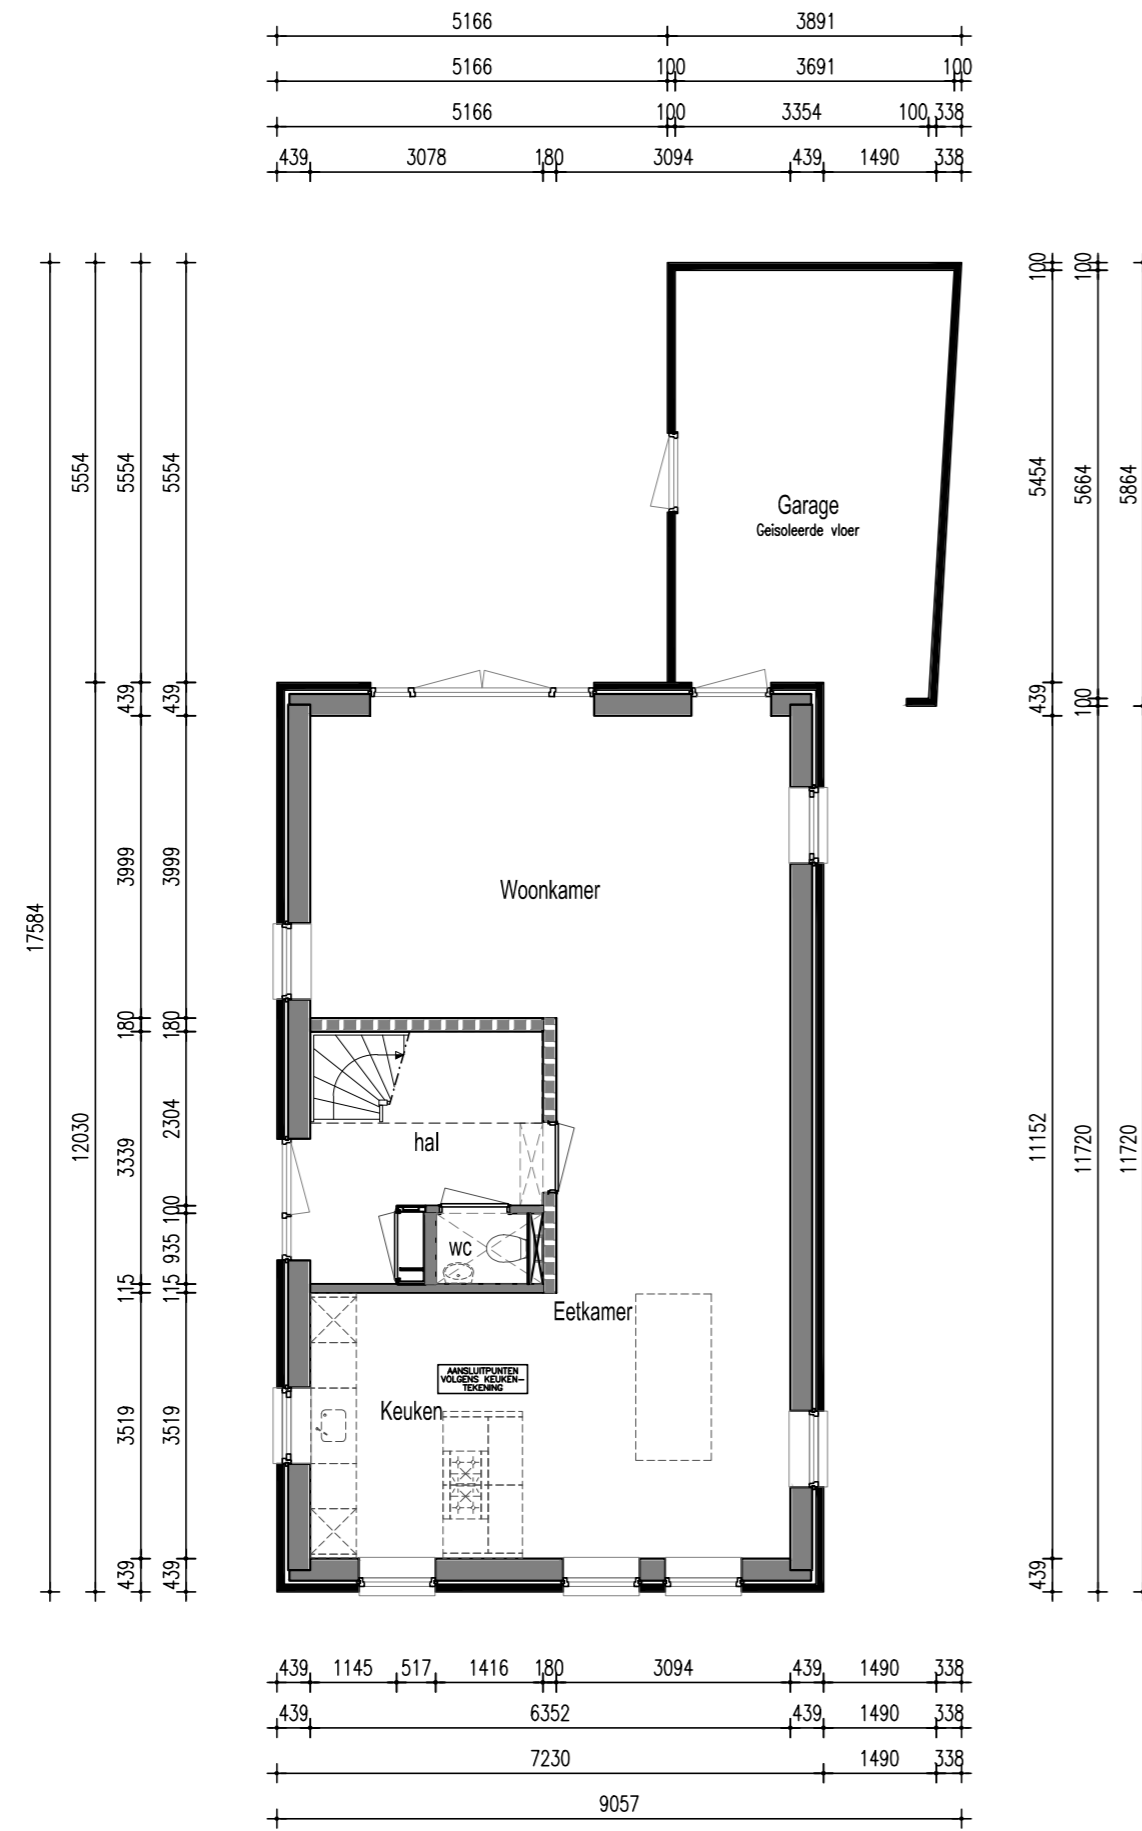 5166 3891
5166 100 3691 100
5166 100 3354 100 338
439 3078 180 3094 439 1490 338
17584
5554 12030
5554 439 3999 180 3339 115 3519 439
5554 439 3999 180 2304 100 935 115 3519 439
Garage
Geisoleerde vloer
Woonkamer
hal
wc
Eetkamer
AANSLUITPUNTEN
VOLGENS KEUKEN-
TEKENING
Keuken
100 5454 439 11152 439
100 5664 100 11720
5864 11720
439 1145 517 1416 180 3094 439 1490 338
439 6352 439 1490 338
7230 1490 338
9057